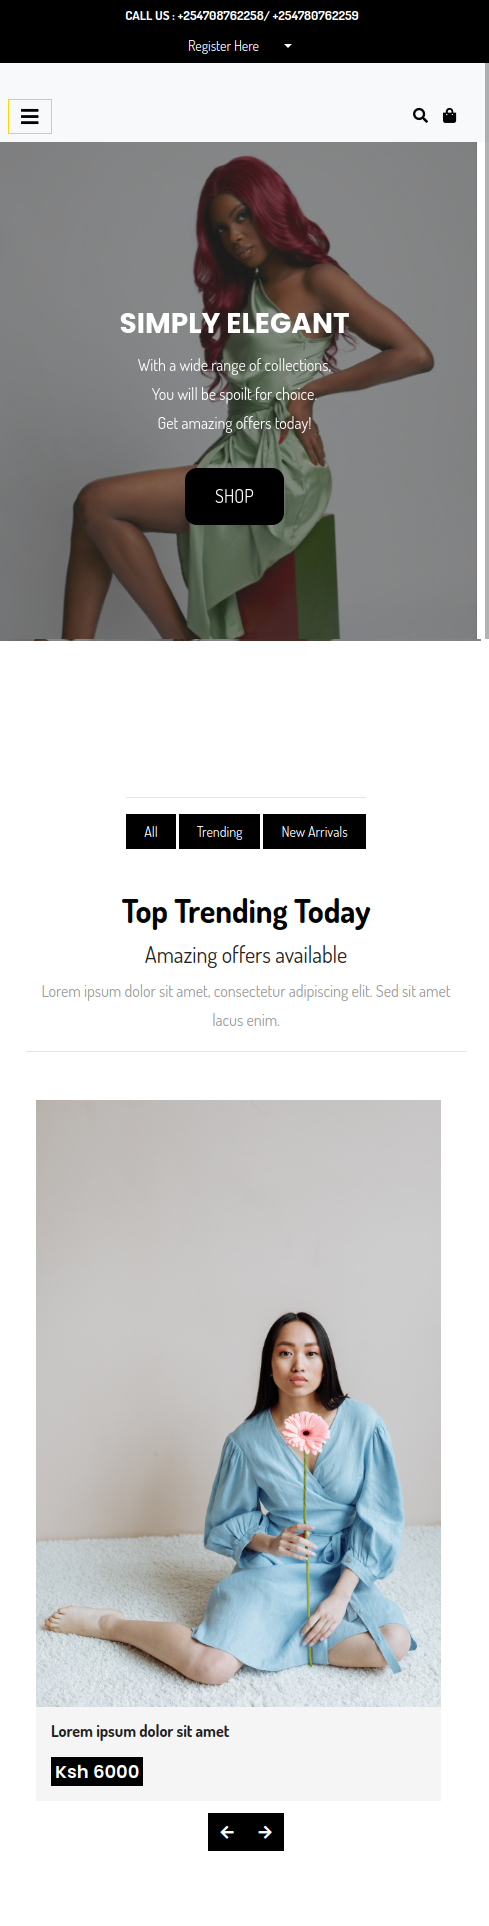 CALL US : +254708762258/ +254780762259
Register Here
SIMPLY ELEGANT
With a wide range of collections,
You will be spoilt for choice.
Get amazing offers today!
SHOP
All Trending New Arrivals
Top Trending Today
Amazing offers available
Lorem ipsum dolor sit amet, consectetur adipiscing elit. Sed sit amet
lacus enim.
Lorem ipsum dolor sit amet
Ksh 6000